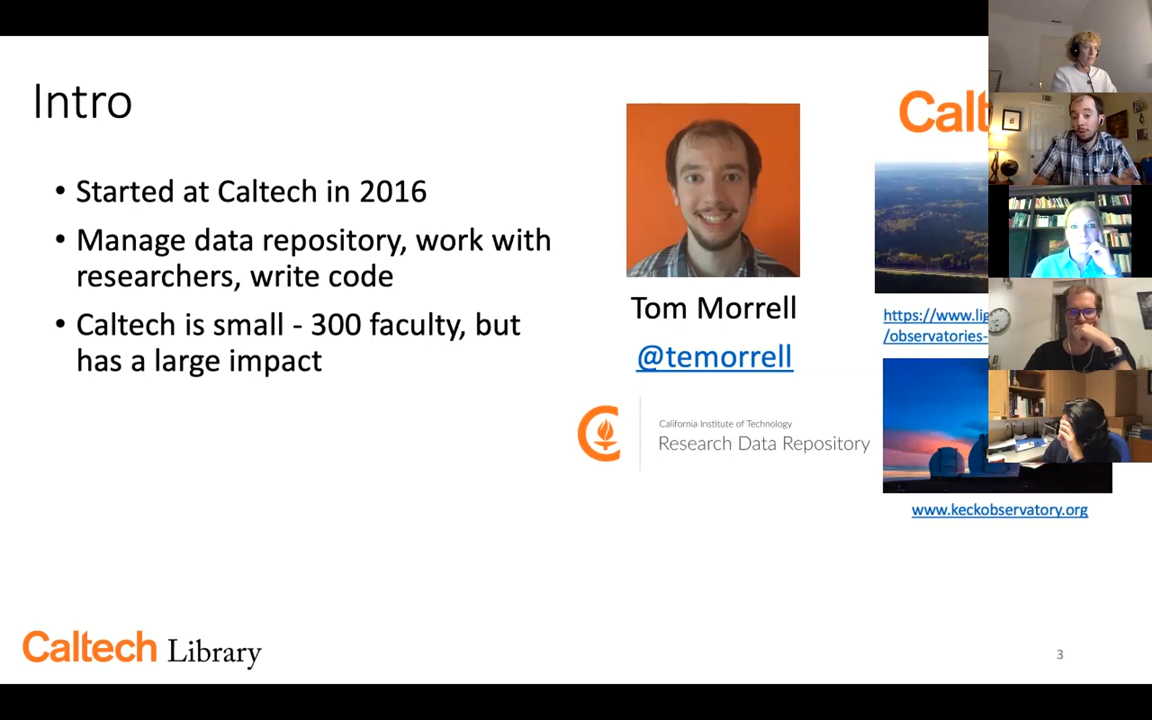 Intro
• Started at Caltech in 2016
• Manage data repository, work with
researchers, write code
• Caltech is small - 300 faculty, but
has a large impact
Tom Morrell
@temorrell
California Institute of Technology
Research Data Repository
Calt
https://www.lig
/observatories-
www.keckobservatory.org
Caltech Library
3